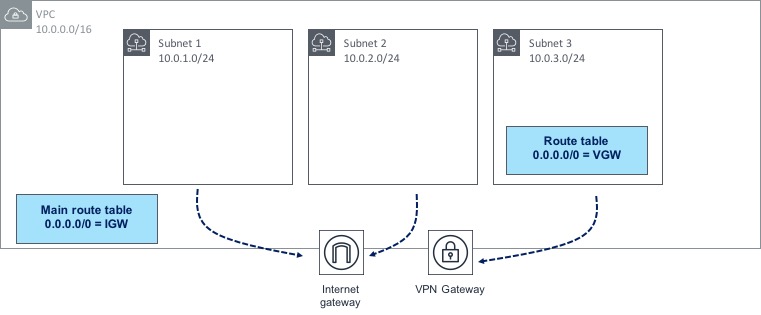 VPC
10.0.0.0/16
Subnet 1
10.0.1.0/24
Subnet 2
10.0.2.0/24
Subnet 3
10.0.3.0/24
Route table
0.0.0.0/0 = VGW
Main route table
0.0.0.0/0 = IGW
Internet
gateway
VPN Gateway